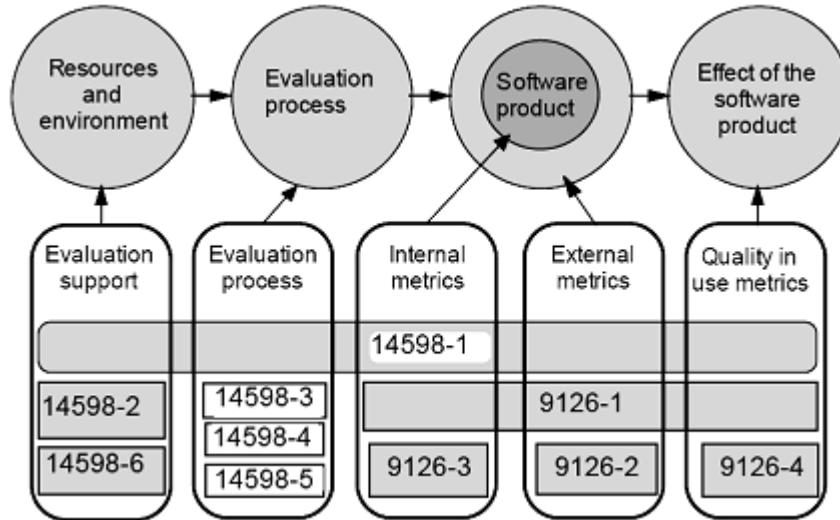 Resources
and
environment
Evaluation
process
Software
product
Effect of the
software
product
Evaluation
support
Evaluation
process
Internal
metrics
External
metrics
Quality in
use metrics
14598-1
14598-2
14598-6
14598-3
14598-4
14598-5
9126-1
9126-3
9126-2
9126-4